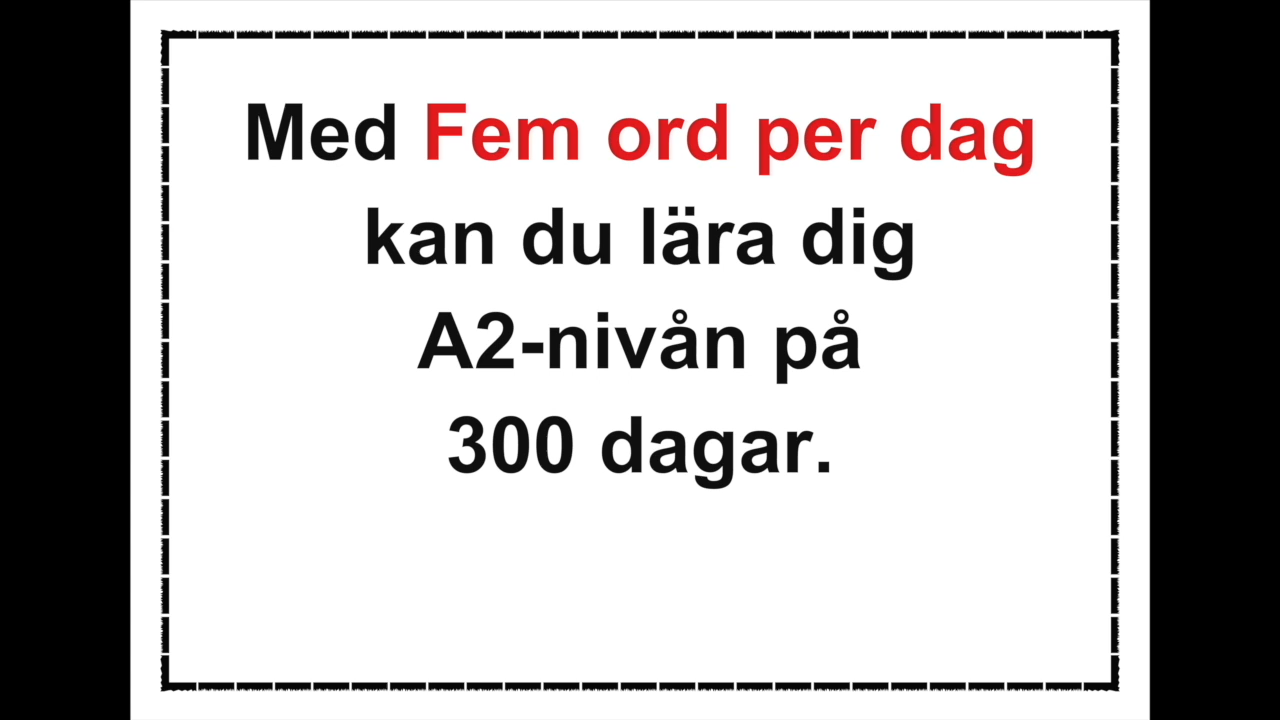 Med Fem ord per dag
kan du lära dig
A2-nivån på
300 dagar.